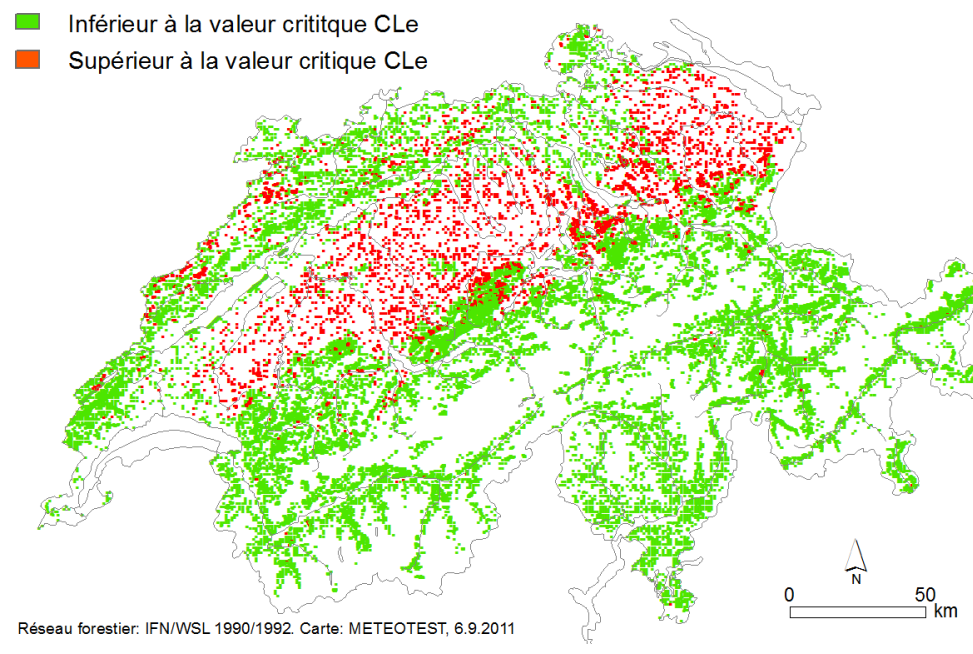 Inférieur à la valeur crititque CLe
Supérieur à la valeur critique CLe
N
0 50
km
Réseau forestier: IFN/WSL 1990/1992. Carte: METEOTEST, 6.9.2011